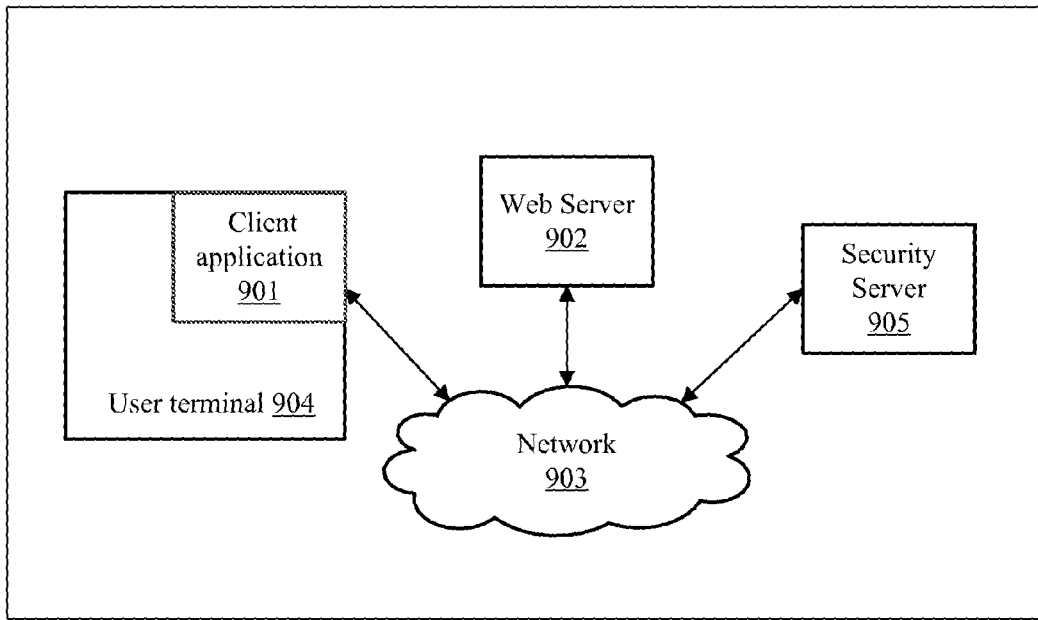 Client
application
901
User terminal 904
Web Server
902
Security
Server
905
Network
903